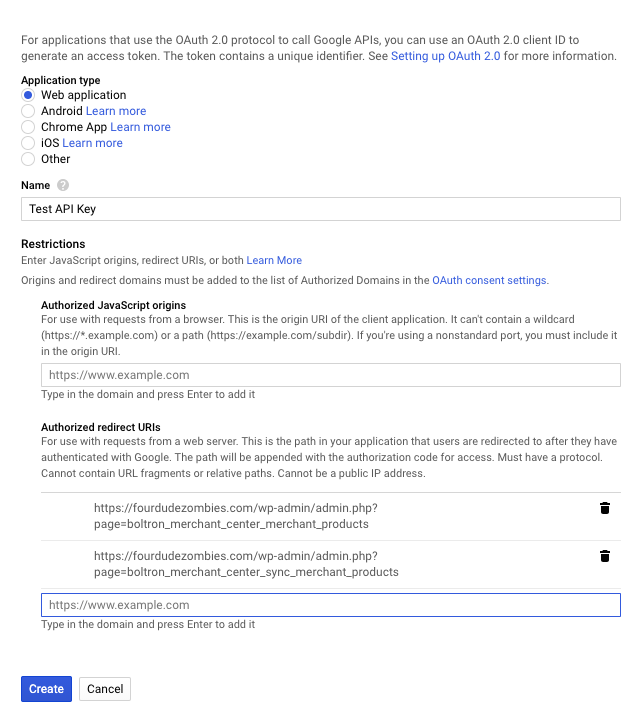 For applications that use the OAuth 2.0 protocol to call Google APIs, you can use an OAuth 2.0 client ID to
generate an access token. The token contains a unique identifier. See Setting up OAuth 2.0 for more information.
Application type
Web application
Android Learn more
Chrome App Learn more
iOS Learn more
Other
Name ?
Test API Key
Restrictions
Enter JavaScript origins, redirect URIs, or both Learn More
Origins and redirect domains must be added to the list of Authorized Domains in the OAuth consent settings.
Authorized JavaScript origins
For use with requests from a browser. This is the origin URI of the client application. It can't contain a wildcard
(https://*.example.com) or a path (https://example.com/subdir). If you're using a nonstandard port, you must include it
in the origin URI.
https://www.example.com
Type in the domain and press Enter to add it
Authorized redirect URIs
For use with requests from a web server. This is the path in your application that users are redirected to after they have
authenticated with Google. The path will be appended with the authorization code for access. Must have a protocol.
Cannot contain URL fragments or relative paths. Cannot be a public IP address.
https://fourdudezombies.com/wp-admin/admin.php?
page=boltron_merchant_center_merchant_products
https://fourdudezombies.com/wp-admin/admin.php?
page=boltron_merchant_center_sync_merchant_products
https://www.example.com
Type in the domain and press Enter to add it
Create Cancel